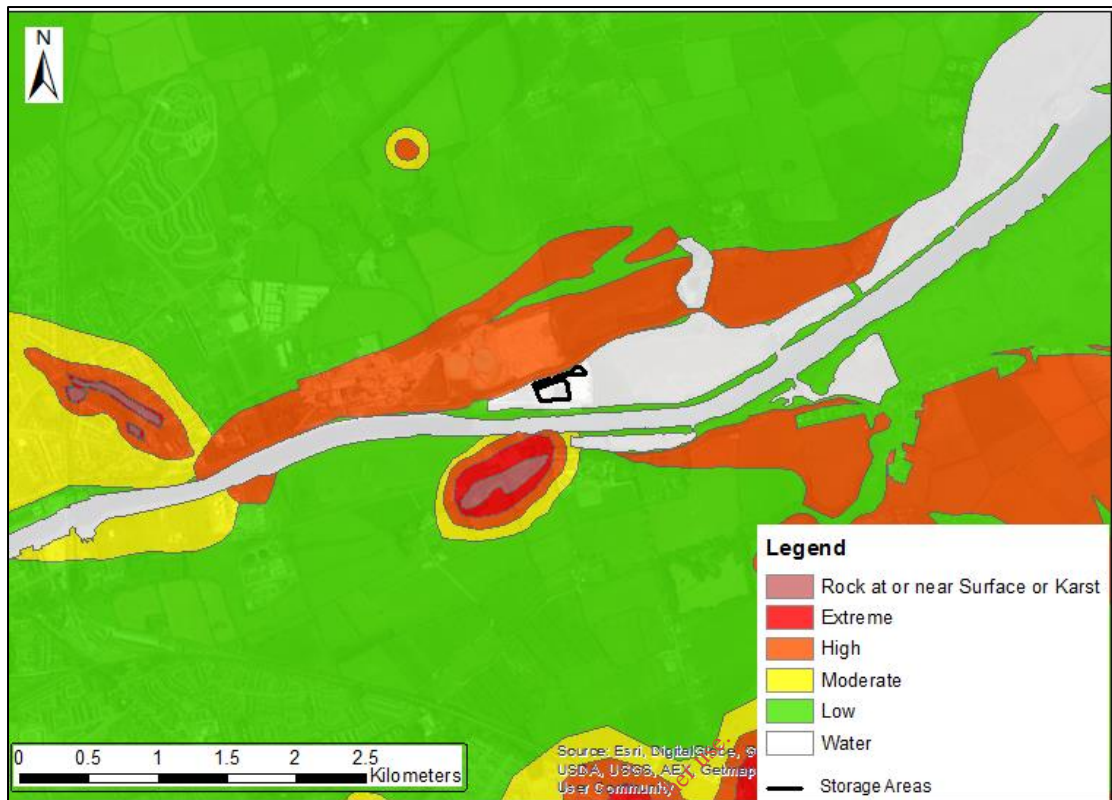 N
Legend
Rock at or near Surface or Karst
Extreme
High
Moderate
Low
Water
Storage Areas
0 0.5 1 1.5 2 2.5
Kilometers
Source: Esri, DigitalGlobe,
USDA, USGS, AEX, Getmap
User Community